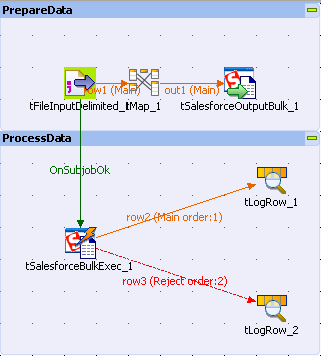 PrepareData
row1 (Main)
out1 (Main)
tFileInputDelimited_1
tMap_1
tSalesforceOutputBulk_1
ProcessData
OnSubjobOk
tLogRow_1
row2 (Main order:1)
tSalesforceBulkExec_1
row3 (Reject order:2)
tLogRow_2